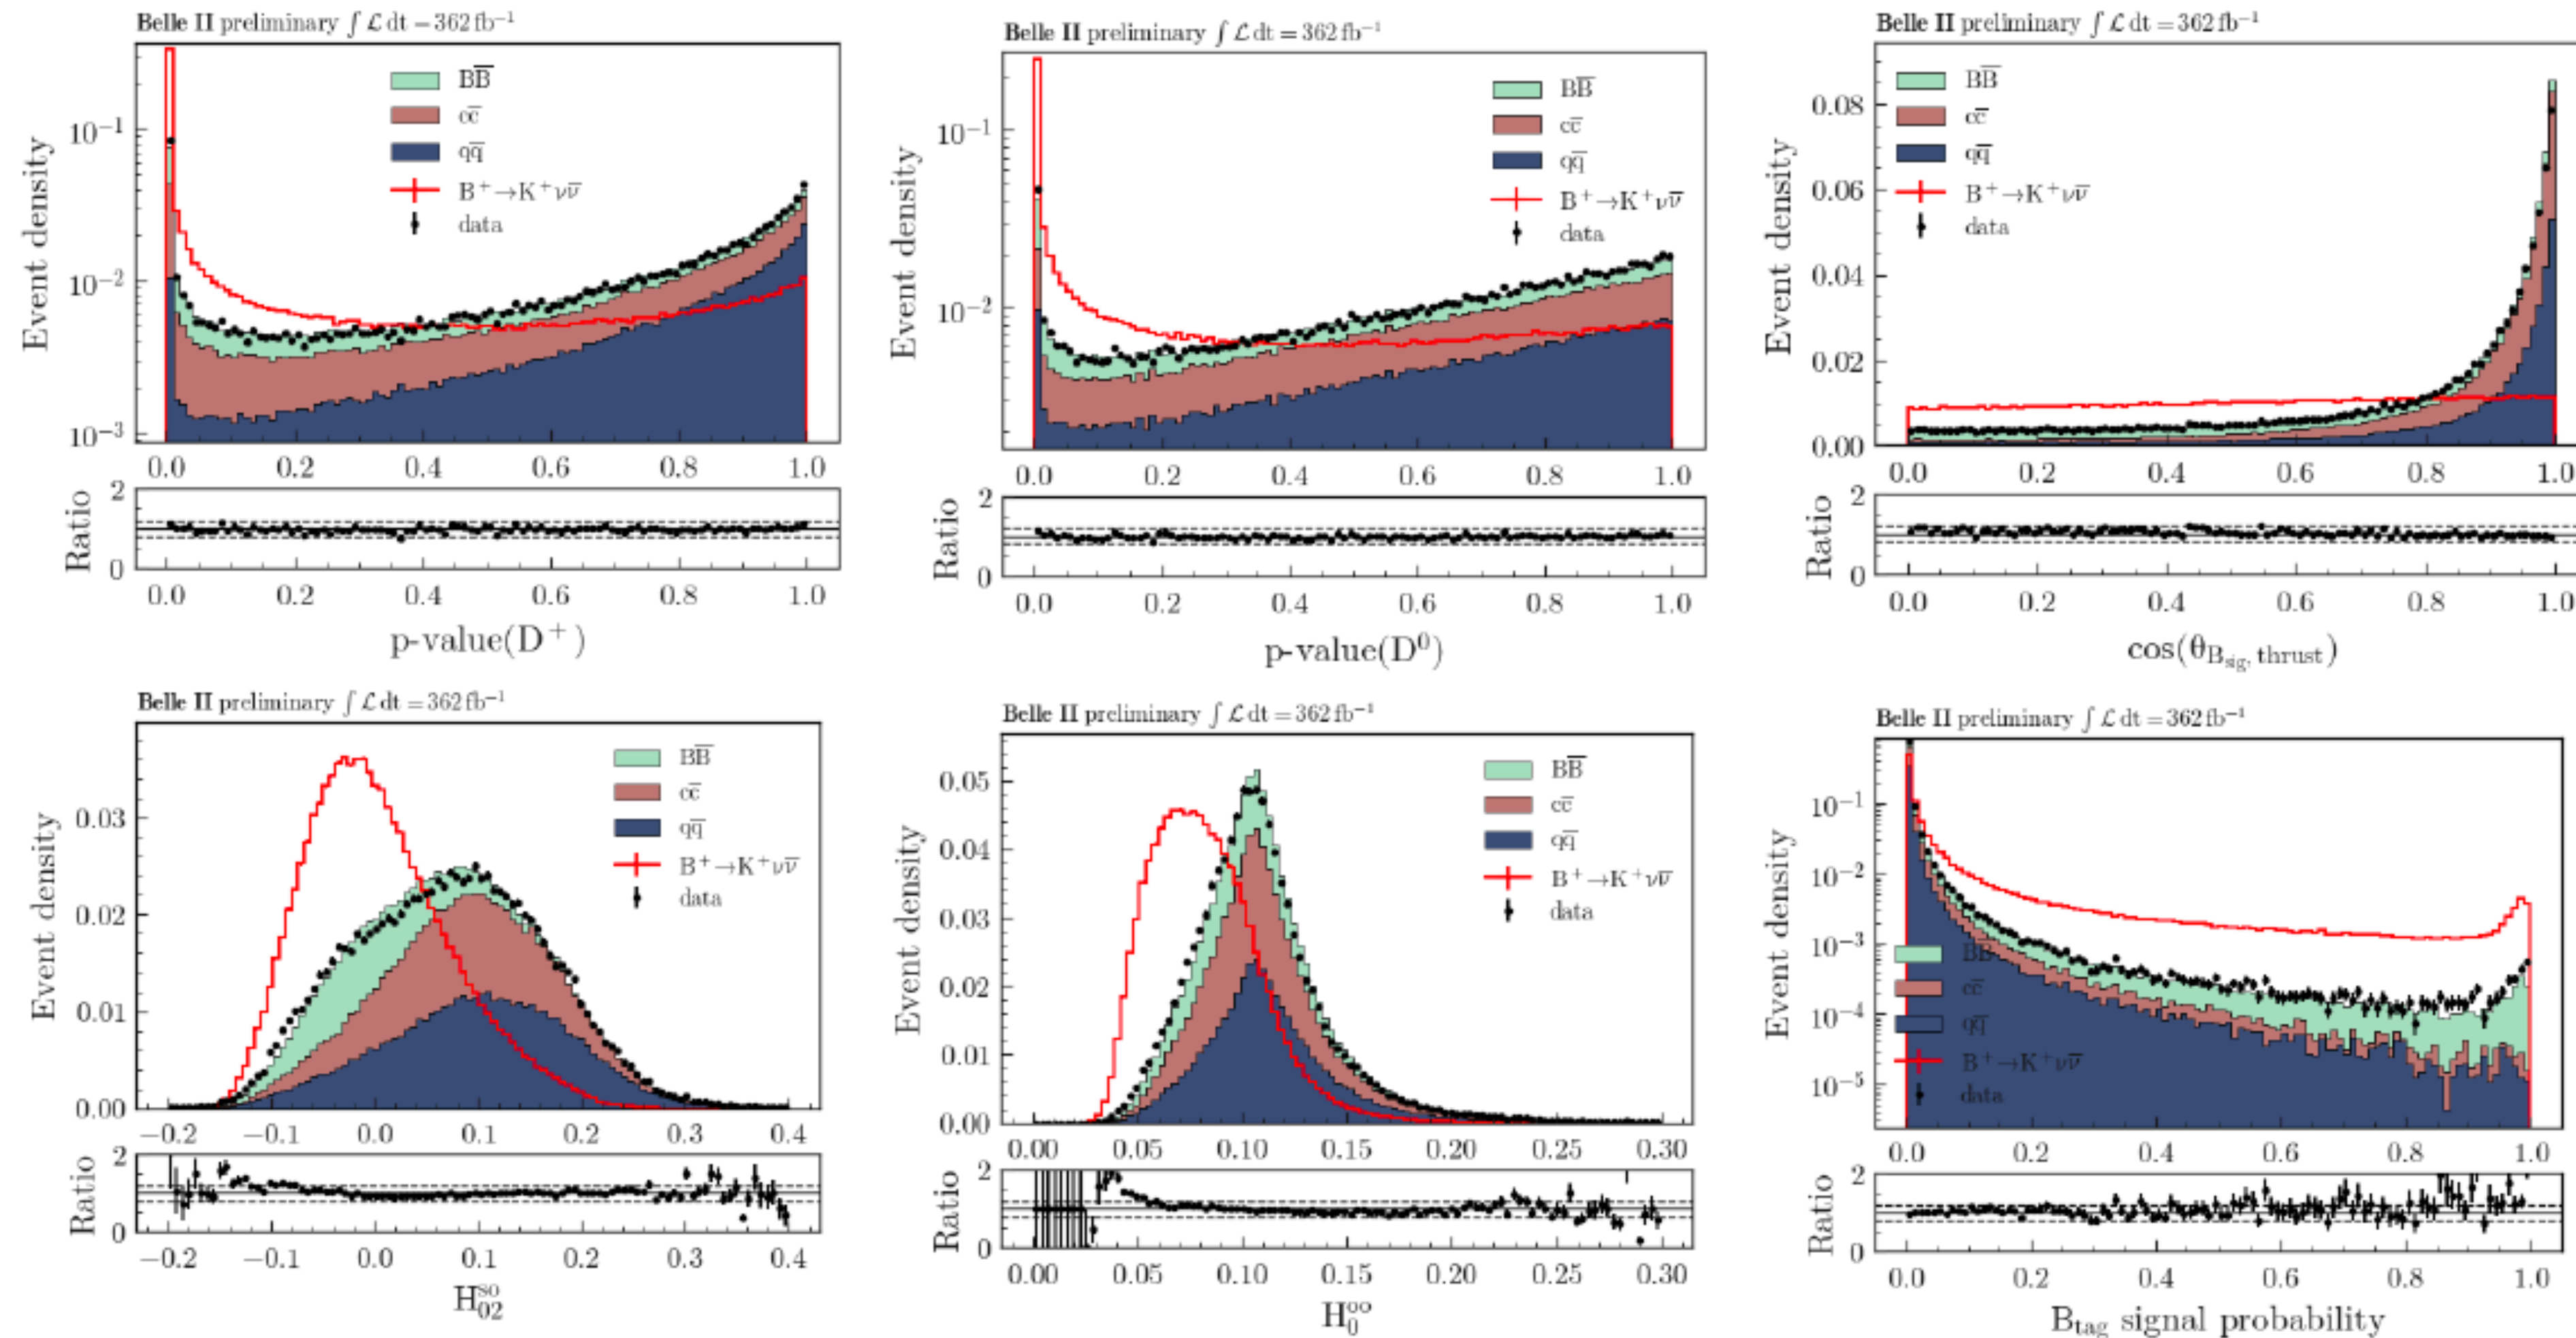 Belle II preliminary ∫ ℒ dt = 362 fb⁻¹
BB̅
cc̅
qq̅
B⁺→K⁺νν̅
data
Event density
10⁻¹
10⁻²
10⁻³
0.0 0.2 0.4 0.6 0.8 1.0
Ratio
2
0
0.0 0.2 0.4 0.6 0.8 1.0
p-value(D⁺)
Belle II preliminary ∫ ℒ dt = 362 fb⁻¹
BB̅
cc̅
qq̅
B⁺→K⁺νν̅
data
Event density
10⁻¹
10⁻²
0.0 0.2 0.4 0.6 0.8 1.0
Ratio
2
0
0.0 0.2 0.4 0.6 0.8 1.0
p-value(D⁰)
Belle II preliminary ∫ ℒ dt = 362 fb⁻¹
BB̅
cc̅
qq̅
B⁺→K⁺νν̅
data
Event density
0.08
0.06
0.04
0.02
0.00
0.0 0.2 0.4 0.6 0.8 1.0
Ratio
2
0
0.0 0.2 0.4 0.6 0.8 1.0
cos(θ_B_sig, thrust)
Belle II preliminary ∫ ℒ dt = 362 fb⁻¹
BB̅
cc̅
qq̅
B⁺→K⁺νν̅
data
Event density
0.03
0.02
0.01
0.00
−0.2 −0.1 0.0 0.1 0.2 0.3 0.4
Ratio
2
0
−0.2 −0.1 0.0 0.1 0.2 0.3 0.4
H₀₂ˢᵒ
Belle II preliminary ∫ ℒ dt = 362 fb⁻¹
BB̅
cc̅
qq̅
B⁺→K⁺νν̅
data
Event density
0.05
0.04
0.03
0.02
0.01
0.00
0.00 0.05 0.10 0.15 0.20 0.25 0.30
Ratio
2
0
0.00 0.05 0.10 0.15 0.20 0.25 0.30
H₀ᵒᵒ
Belle II preliminary ∫ ℒ dt = 362 fb⁻¹
BB̅
cc̅
qq̅
B⁺→K⁺νν̅
data
Event density
10⁻¹
10⁻²
10⁻³
10⁻⁴
10⁻⁵
0.0 0.2 0.4 0.6 0.8 1.0
Ratio
2
0
0.0 0.2 0.4 0.6 0.8 1.0
B_tag signal probability